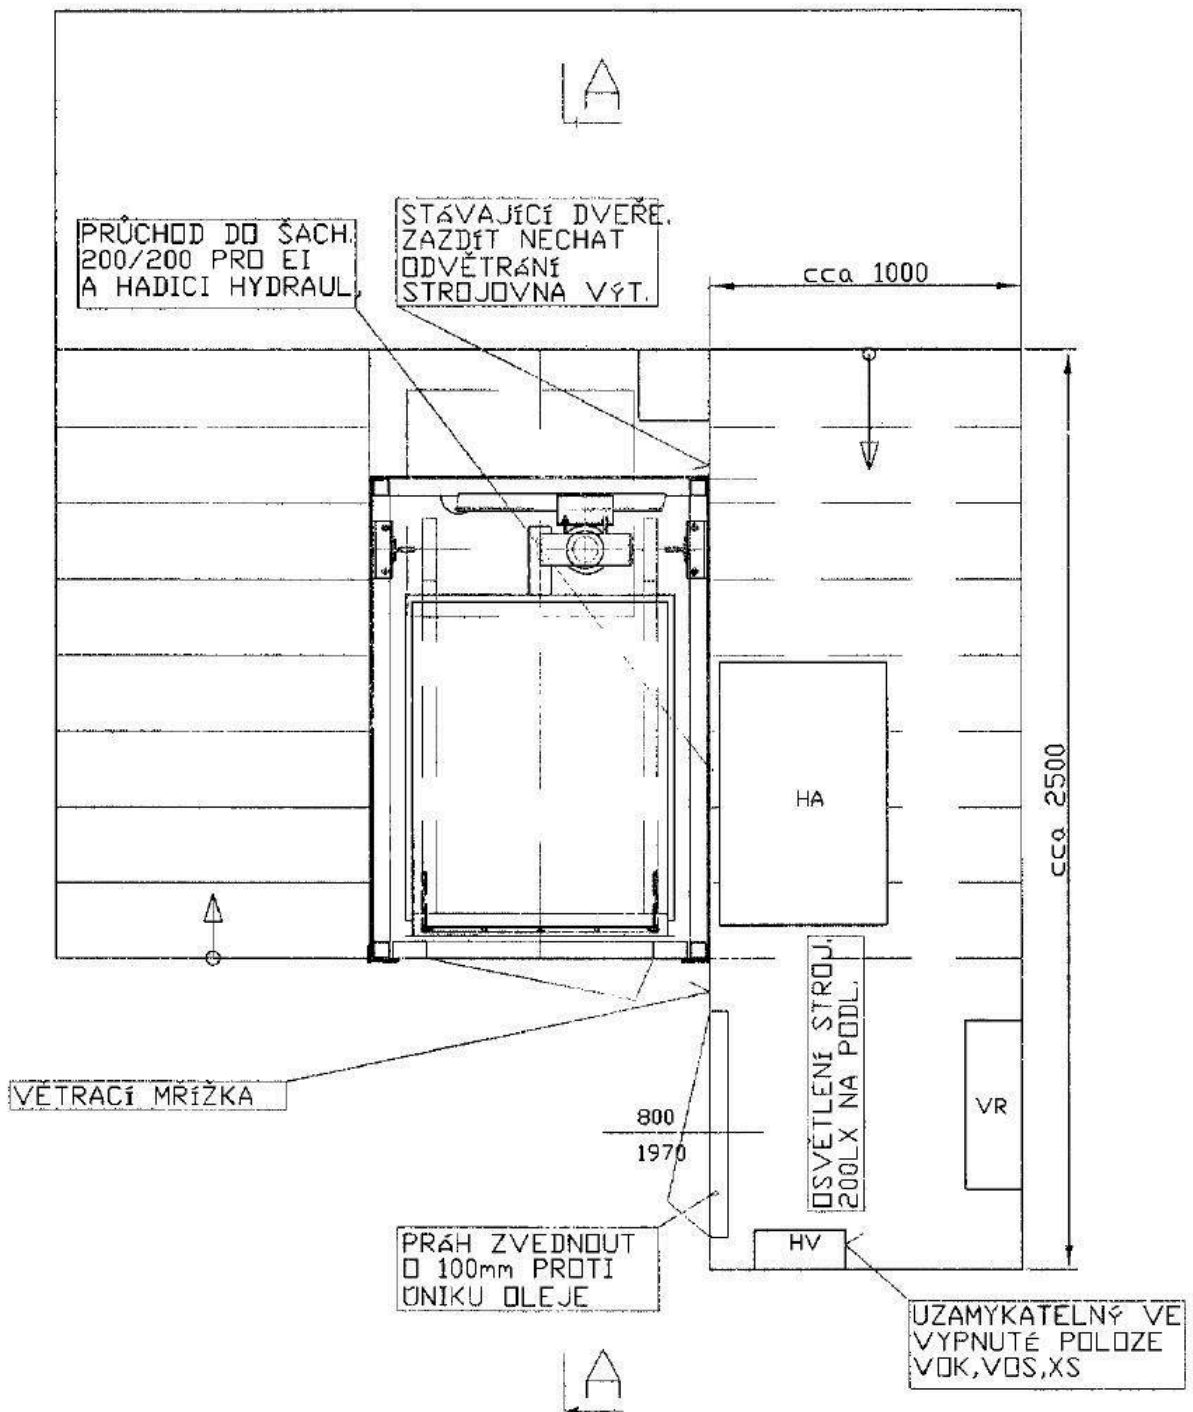 A
PRŮCHOD DO ŠACH.
200/200 PRO EI
A HADICI HYDRAUL.
STÁVAJÍCÍ DVEŘE.
ZAZDÍT NECHAT
ODVĚTRÁNÍ
STROJOVNA VÝT.
cca 1000
cca 2500
HA
OSVĚTLENÍ STROJ.
200LX NA PODL.
VĚTRACÍ MŘÍŽKA
800
1970
VR
HV
PRÁH ZVEDNOUT
O 100mm PROTI
ÚNIKU OLEJE
UZAMYKATELNÝ VE
VYPNUTÉ POLOZE
VOK,VOS,XS
A